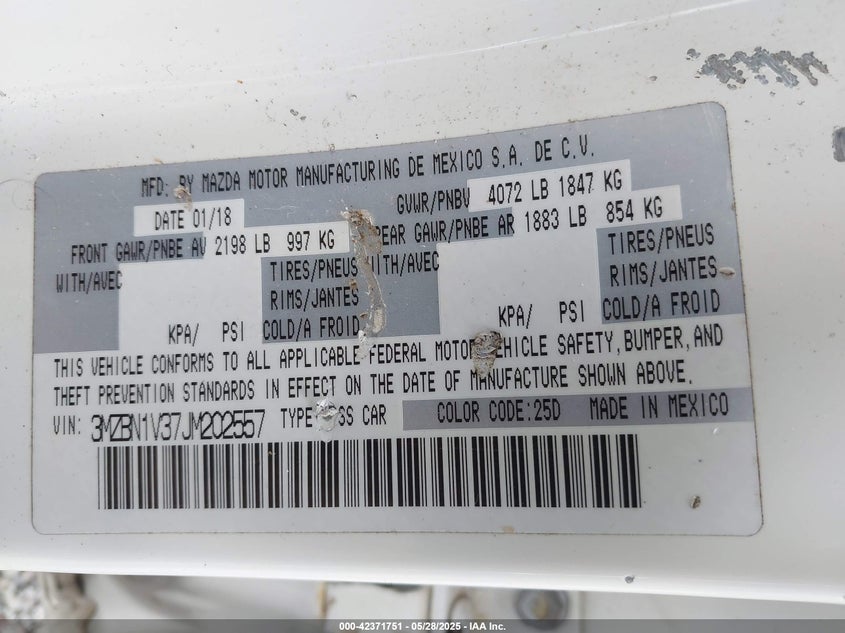 MFD: BY MAZDA MOTOR MANUFACTURING DE MEXICO S.A. DE C.V.
DATE 01/18 GVWR/PNBV 4072 LB 1847 KG
FRONT GAWR/PNBE AV 2198 LB 997 KG REAR GAWR/PNBE AR 1883 LB 854 KG
WITH/AVEC TIRES/PNEUS WITH/AVEC TIRES/PNEUS
RIMS/JANTES RIMS/JANTES
KPA/ PSI COLD/A FROID KPA/ PSI COLD/A FROID
THIS VEHICLE CONFORMS TO ALL APPLICABLE FEDERAL MOTOR VEHICLE SAFETY, BUMPER, AND
THEFT PREVENTION STANDARDS IN EFFECT ON THE DATE OF MANUFACTURE SHOWN ABOVE.
VIN: 3MZBN1V37JM202557 TYPE SS CAR COLOR CODE:25D MADE IN MEXICO
000-42371751 - 05/28/2025 - IAA Inc.